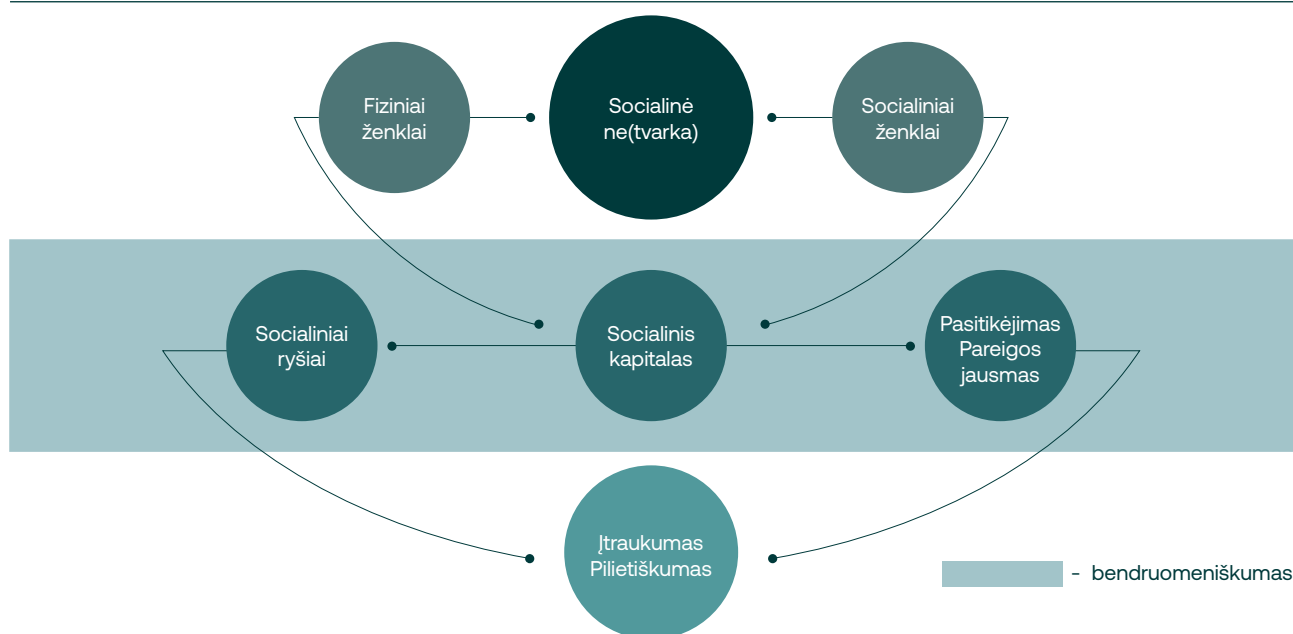 Fiziniai
ženklai
Socialinė
ne(tvarka)
Socialiniai
ženklai
Socialiniai
ryšiai
Socialinis
kapitalas
Pasitikėjimas
Pareigos
jausmas
Įtraukumas
Pilietiškumas
- bendruomeniškumas